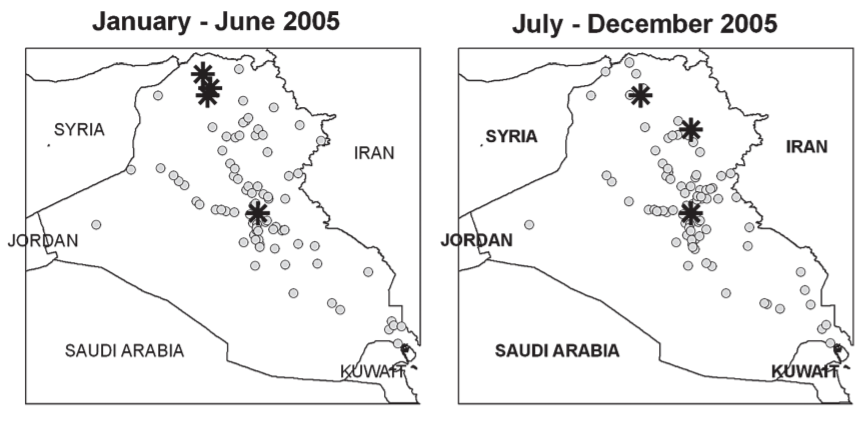 January - June 2005
SYRIA
IRAN
JORDAN
SAUDI ARABIA
KUWAIT
July - December 2005
SYRIA
IRAN
JORDAN
SAUDI ARABIA
KUWAIT